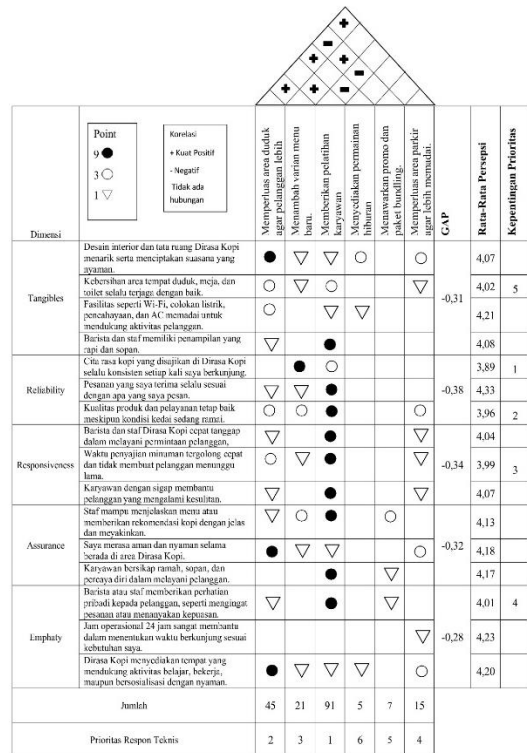 Point
9
3
1
Korelasi
+ Kuat Positif
- Negatif
Tidak ada
hubungan
Dimensi
Memperluas area duduk
agar pelanggan lebih
Menambah varian menu
baru.
Memberikan pelatihan
karyawan
Menyediakan permainan
hiburan
Menawarkan promo dan
paket bundling.
Memperluas area parkir
agar lebih memadai.
GAP
Rata-Rata Persepsi
Kepentingan Prioritas
Tangibles
Desain interior dan tata ruang Dirasa Kopi
menarik serta menciptakan suasana yang
nyaman.
4,07
Kebersihan area tempat duduk, meja, dan
toilet selalu terjaga dengan baik.
4,02 5
-0,31
Fasilitas seperti Wi-Fi, colokan listrik,
pencahayaan, dan AC memadai untuk
mendukung aktivitas pelanggan.
4,21
Barista dan staf memiliki penampilan yang
rapi dan sopan.
4,08
Reliability
Cita rasa kopi yang disajikan di Dirasa Kopi
selalu konsisten setiap kali saya berkunjung.
3,89 1
Pesanan yang saya terima selalu sesuai
dengan apa yang saya pesan.
-0,38 4,33
Kualitas produk dan pelayanan tetap baik
meskipun kondisi kedai sedang ramai.
3,96 2
Responsiveness
Barista dan staf Dirasa Kopi cepat tanggap
dalam melayani permintaan pelanggan,
4,04
Waktu penyajian minuman tergolong cepat
dan tidak membuat pelanggan menunggu
lama.
-0,34 3,99 3
Karyawan dengan sigap membantu
pelanggan yang mengalami kesulitan.
4,07
Assurance
Staf mampu menjelaskan menu atau
memberikan rekomendasi kopi dengan jelas
dan meyakinkan.
4,13
Saya merasa aman dan nyaman selama
berada di area Dirasa Kopi.
-0,32 4,18
Karyawan bersikap ramah, sopan, dan
percaya diri dalam melayani pelanggan.
4,17
Emphaty
Barista atau staf memberikan perhatian
pribadi kepada pelanggan, seperti mengingat
pesanan atau menanyakan kepuasan.
4,01 4
Jam operasional 24 jam sangat membantu
dalam menentukan waktu berkunjung sesuai
kebutuhan saya.
-0,28 4,23
Dirasa Kopi menyediakan tempat yang
mendukung aktivitas belajar, bekerja,
maupun bersosialisasi dengan nyaman.
4,20
Jumlah 45 21 91 5 7 15
Prioritas Respon Teknis 2 3 1 6 5 4